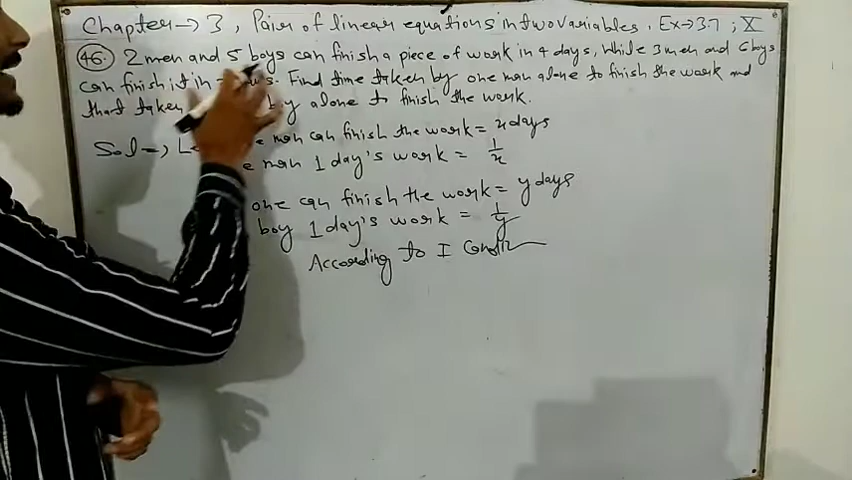 Chapter → 3, Pair of linear equations in two variables, Ex → 3.7 ; X
46. 2 men and 5 boys can finish a piece of work in 4 days, while 3 men and 6 boys
can finish it in Find time taken by one man alone to finish the work and
that taken by alone to finish the work.
Sol →, man can finish the work = x days
man 1 day's work = 1/x
one can finish the work = y days
boy 1 day's work = 1/y
According to I Condi